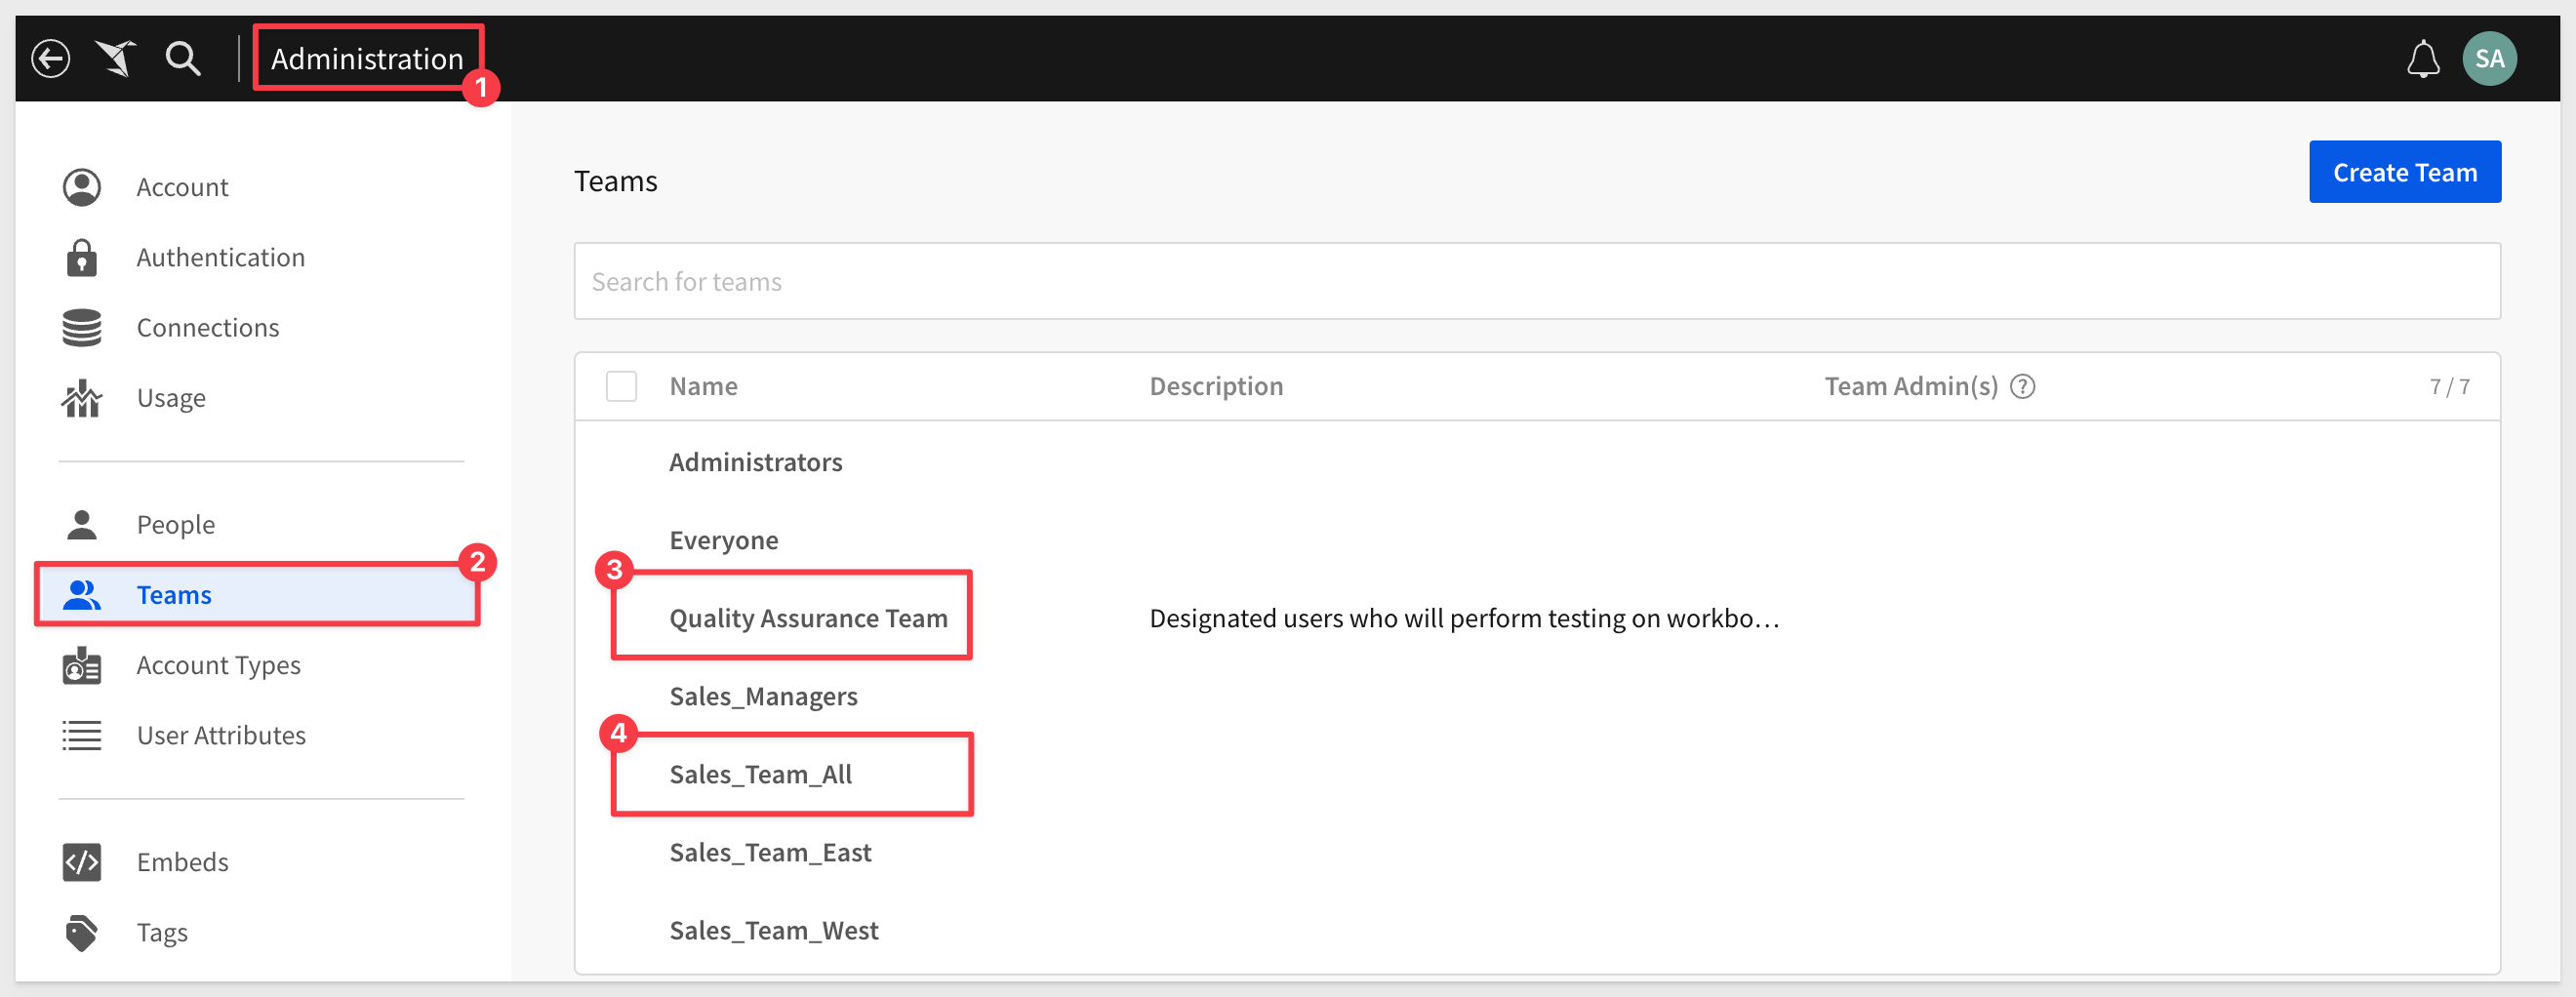 Administration
1
SA
Account
Authentication
Connections
Usage
People
Teams
2
Account Types
User Attributes
Embeds
Tags
Teams
Create Team
Search for teams
Name Description Team Admin(s) ? 7 / 7
Administrators
Everyone
3
Quality Assurance Team Designated users who will perform testing on workbo…
Sales_Managers
4
Sales_Team_All
Sales_Team_East
Sales_Team_West